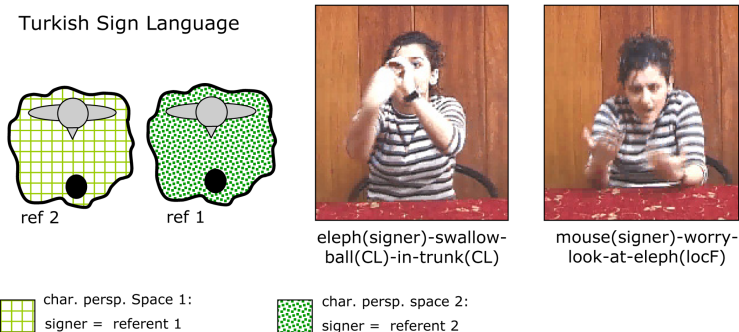 Turkish Sign Language
ref 2
ref 1
eleph(signer)-swallow-
ball(CL)-in-trunk(CL)
mouse(signer)-worry-
look-at-eleph(locF)
char. persp. Space 1:
signer = referent 1
char. persp. space 2:
signer = referent 2